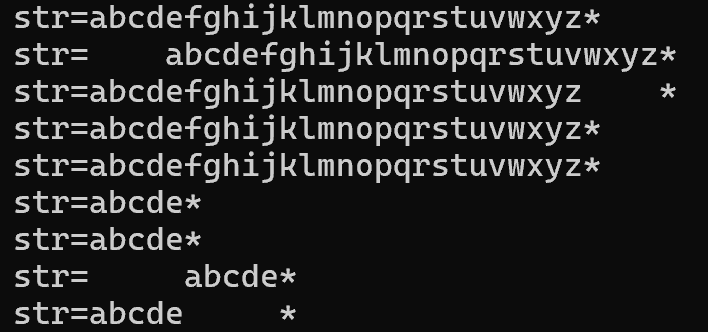 str=abcdefghijklmnopqrstuvwxyz*
str=    abcdefghijklmnopqrstuvwxyz*
str=abcdefghijklmnopqrstuvwxyz    *
str=abcdefghijklmnopqrstuvwxyz*
str=abcdefghijklmnopqrstuvwxyz*
str=abcde*
str=abcde*
str=     abcde*
str=abcde     *